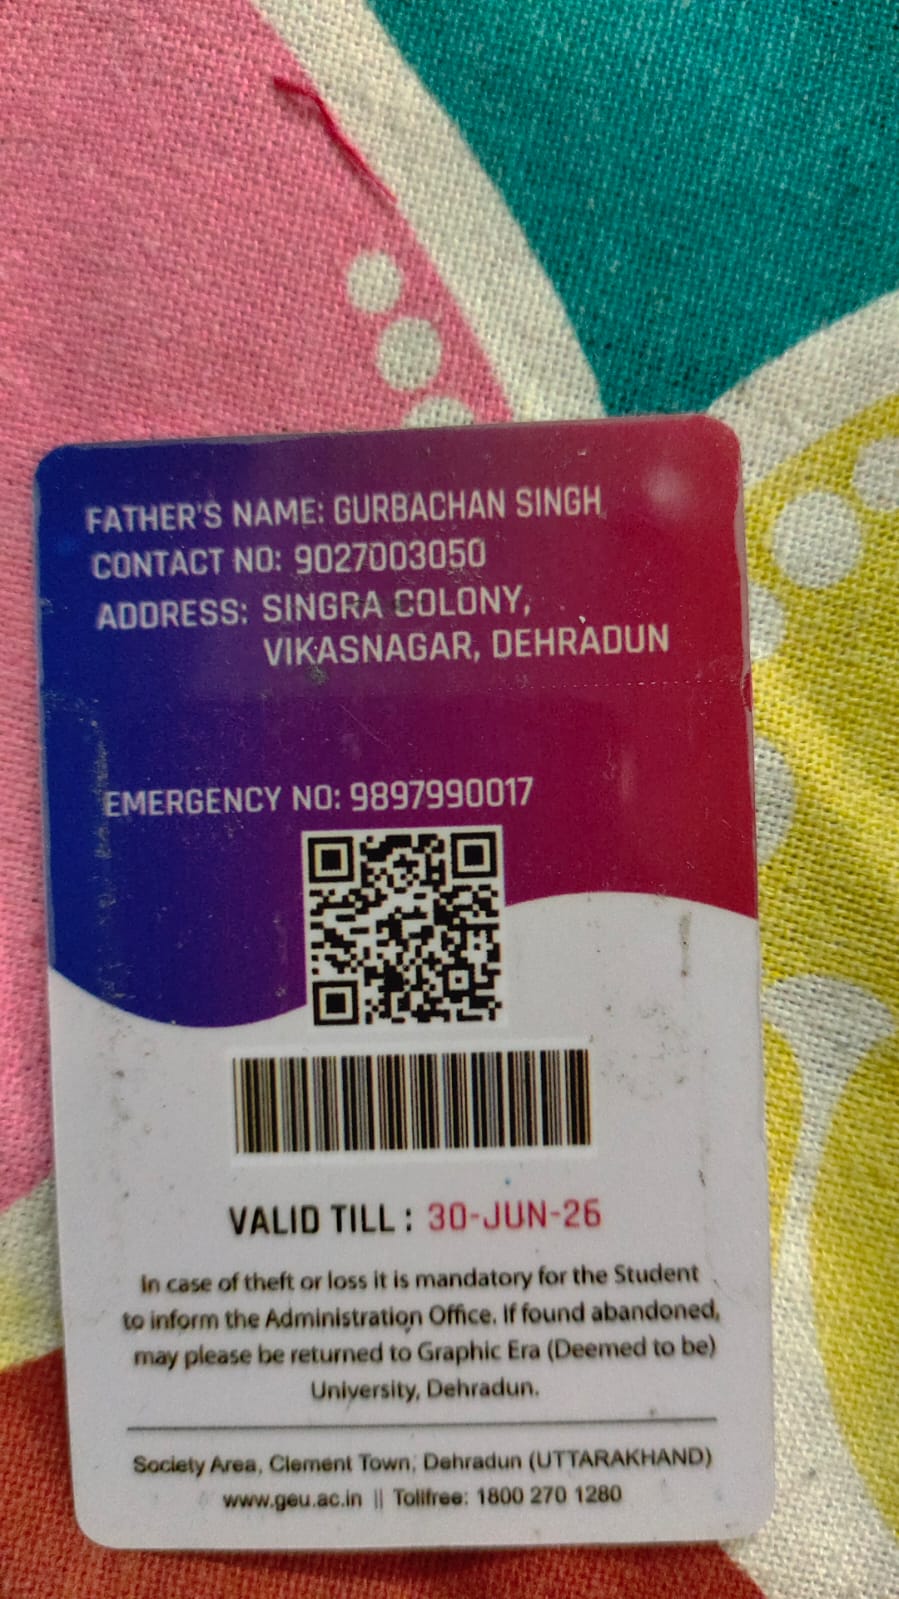 FATHER'S NAME: GURBACHAN SINGH
CONTACT NO: 9027003050
ADDRESS: SINGRA COLONY,
VIKASNAGAR, DEHRADUN
EMERGENCY NO: 9897990017
VALID TILL : 30-JUN-26
In case of theft or loss it is mandatory for the Student
to inform the Administration Office. If found abandoned,
may please be returned to Graphic Era (Deemed to be)
University, Dehradun.
Society Area, Clement Town, Dehradun (UTTARAKHAND)
www.geu.ac.in || Tollfree: 1800 270 1280